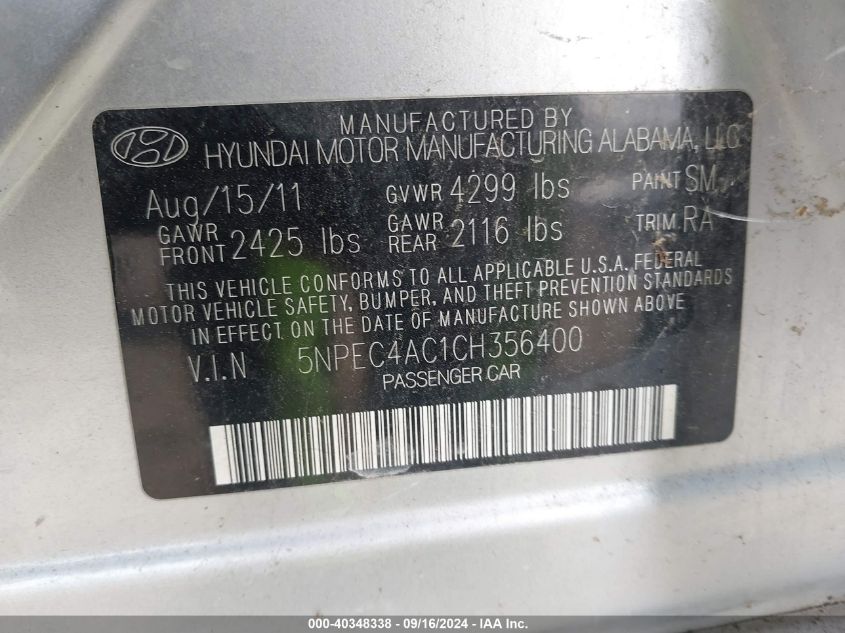 MANUFACTURED BY
HYUNDAI MOTOR MANUFACTURING ALABAMA, LLC
Aug/15/11 GVWR 4299 lbs PAINT SM
GAWR FRONT 2425 lbs GAWR REAR 2116 lbs TRIM RA
THIS VEHICLE CONFORMS TO ALL APPLICABLE U.S.A. FEDERAL
MOTOR VEHICLE SAFETY, BUMPER, AND THEFT PREVENTION STANDARDS
IN EFFECT ON THE DATE OF MANUFACTURE SHOWN ABOVE
V.I.N 5NPEC4AC1CH356400
PASSENGER CAR
000-40348338 - 09/16/2024 - IAA Inc.